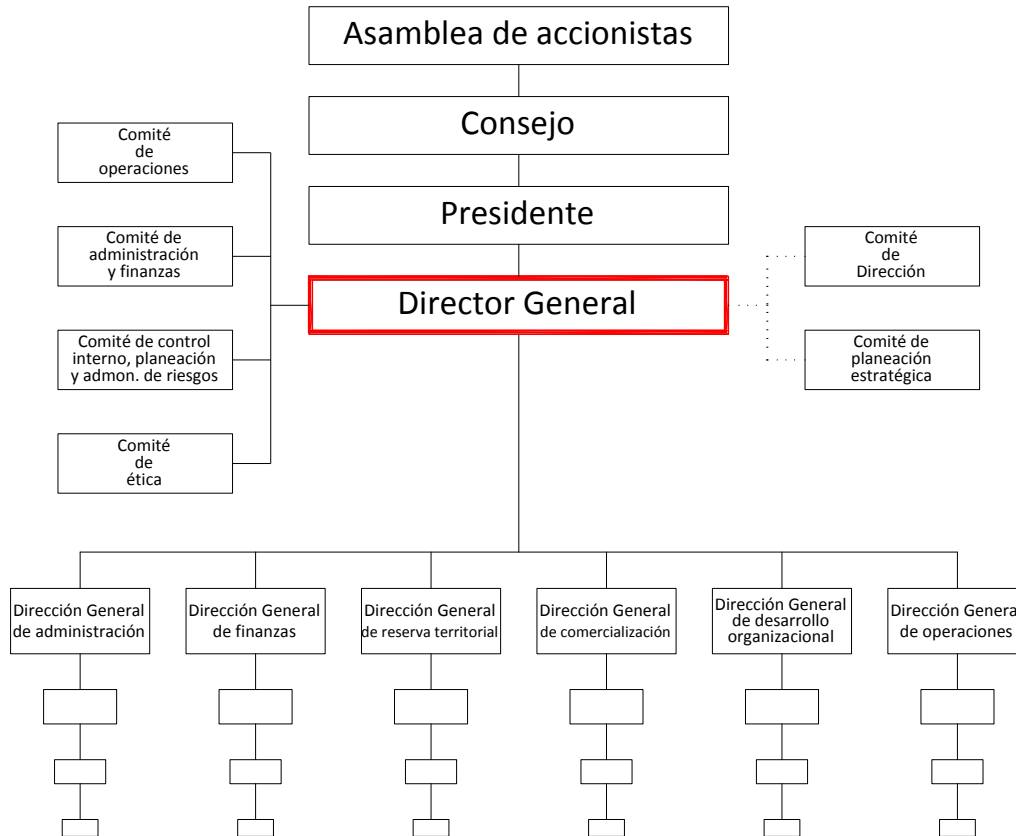 Asamblea de accionistas
Consejo
Presidente
Director General
Comité
de
operaciones
Comité de
administración
y finanzas
Comité de control
interno, planeación
y admon. de riesgos
Comité
de
ética
Comité
de
Dirección
Comité de
planeación
estratégica
Dirección General
de administración
Dirección General
de finanzas
Dirección General
de reserva territorial
Dirección General
de comercialización
Dirección General
de desarrollo
organizacional
Dirección General
de operaciones